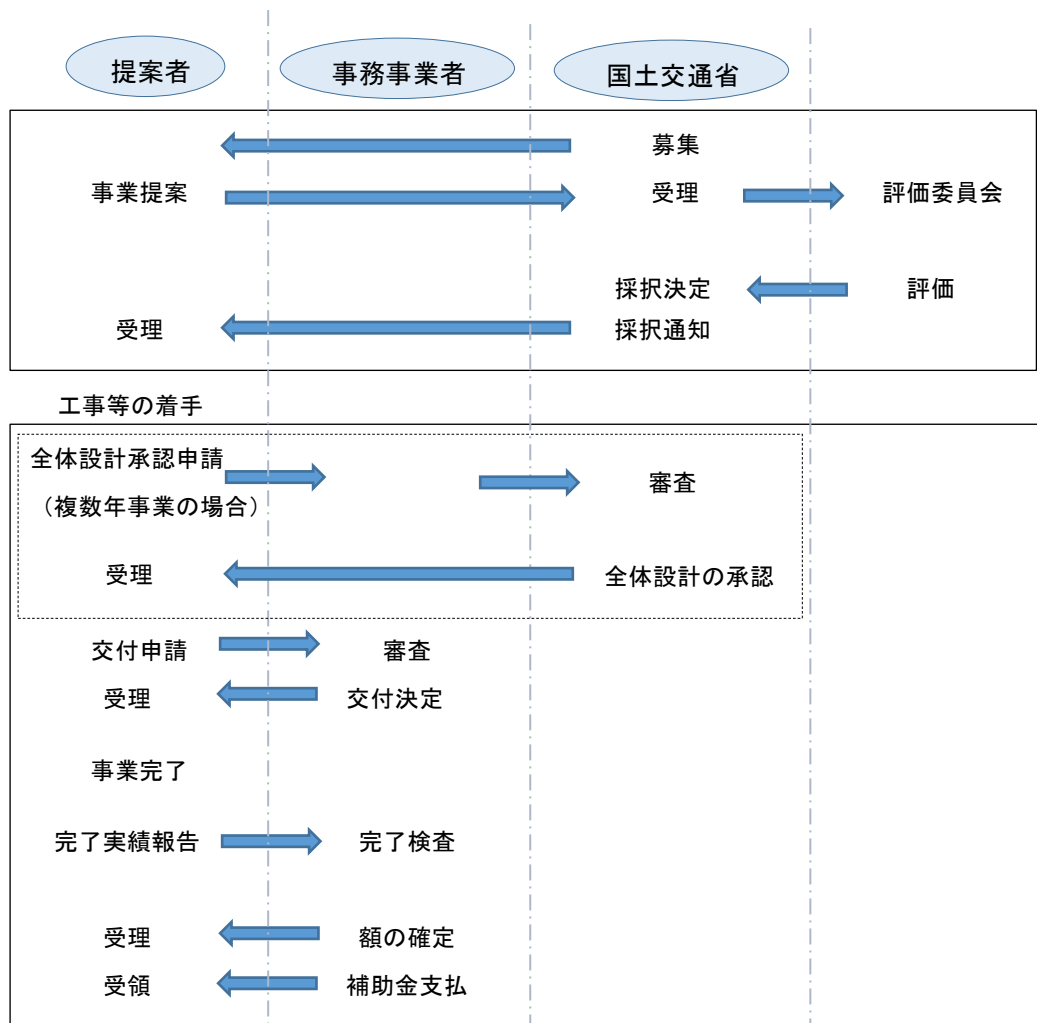 提案者
事務事業者
国土交通省
募集
事業提案
受理
評価委員会
採択決定
評価
受理
採択通知
工事等の着手
全体設計承認申請
（複数年事業の場合）
審査
受理
全体設計の承認
交付申請
審査
受理
交付決定
事業完了
完了実績報告
完了検査
受理
額の確定
受領
補助金支払